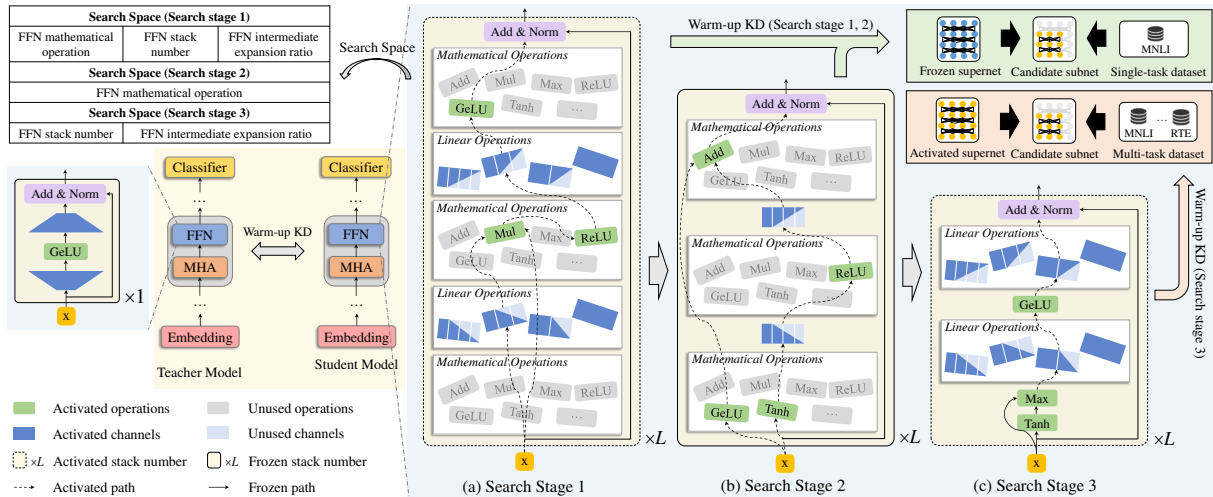 Search Space (Search stage 1)
FFN mathematical operation
FFN stack number
FFN intermediate expansion ratio
Search Space (Search stage 2)
FFN mathematical operation
Search Space (Search stage 3)
FFN stack number
FFN intermediate expansion ratio
Search Space
Add & Norm
GeLU
×1
x
Classifier
...
FFN
MHA
...
Embedding
Teacher Model
Warm-up KD
Classifier
...
FFN
MHA
...
Embedding
Student Model
Activated operations
Unused operations
Activated channels
Unused channels
×L Activated stack number
×L Frozen stack number
Activated path
Frozen path
Add & Norm
Mathematical Operations
Add Mul Max ReLU
GeLU Tanh ...
Linear Operations
Mathematical Operations
Add Mul Max ReLU
GeLU Tanh ...
Linear Operations
Mathematical Operations
Add Mul Max ReLU
GeLU Tanh ...
×L
x
(a) Search Stage 1
Warm-up KD (Search stage 1, 2)
Add & Norm
Mathematical Operations
Add Mul Max ReLU
GeLU Tanh ...
Mathematical Operations
Add Mul Max ReLU
GeLU Tanh ...
Mathematical Operations
Add Mul Max ReLU
GeLU Tanh ...
×L
x
(b) Search Stage 2
MNLI
Frozen supernet Candidate subnet Single-task dataset
MNLI ... RTE
Activated supernet Candidate subnet Multi-task dataset
Warm-up KD (Search stage 3)
Add & Norm
Linear Operations
GeLU
Linear Operations
Max
Tanh
×L
x
(c) Search Stage 3